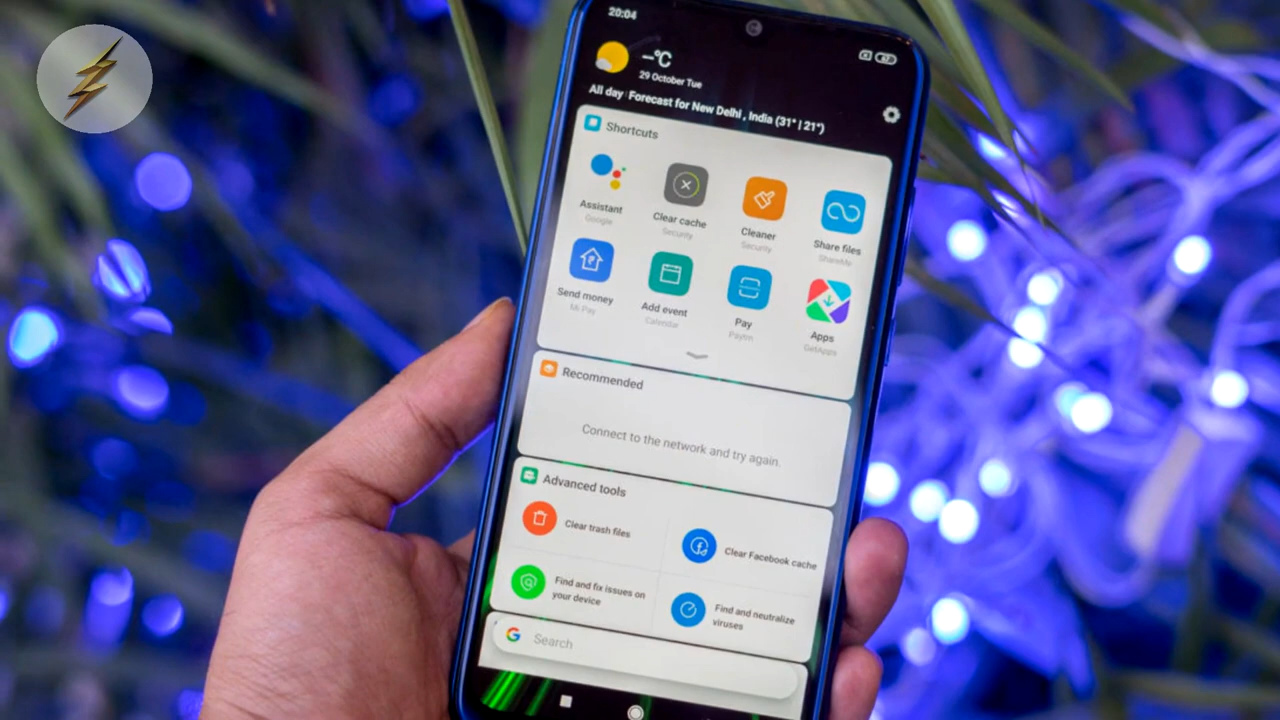 20:04
67
—°C
29 October Tue
All day Forecast for New Delhi , India (31° | 21°)
Shortcuts
Assistant
Google
Clear cache
Security
Cleaner
Security
Share files
ShareMe
Send money
Mi Pay
Add event
Calendar
Pay
Paytm
Apps
GetApps
Recommended
Connect to the network and try again.
Advanced tools
Clear trash files
Clear Facebook cache
Find and fix issues on
your device
Find and neutralize
viruses
G Search